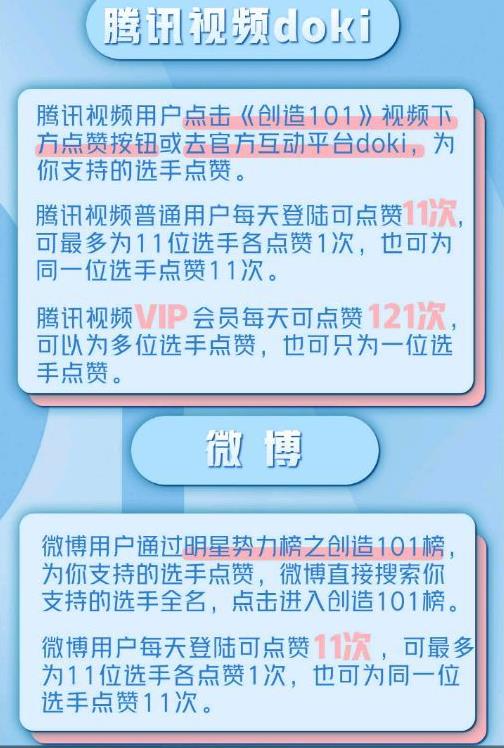 腾讯视频doki
腾讯视频用户点击《创造101》视频下
方点赞按钮或去官方互动平台doki，为
你支持的选手点赞。
腾讯视频普通用户每天登陆可点赞11次，
可最多为11位选手各点赞1次，也可为
同一位选手点赞11次。
腾讯视频VIP会员每天可点赞121次，
可以为多位选手点赞，也可只为一位选
手点赞。
微博
微博用户通过明星势力榜之创造101榜，
为你支持的选手点赞，微博直接搜索你
支持的选手全名，点击进入创造101榜。
微博用户每天登陆可点赞11次，可最多
为11位选手各点赞1次，也可为同一位
选手点赞11次。